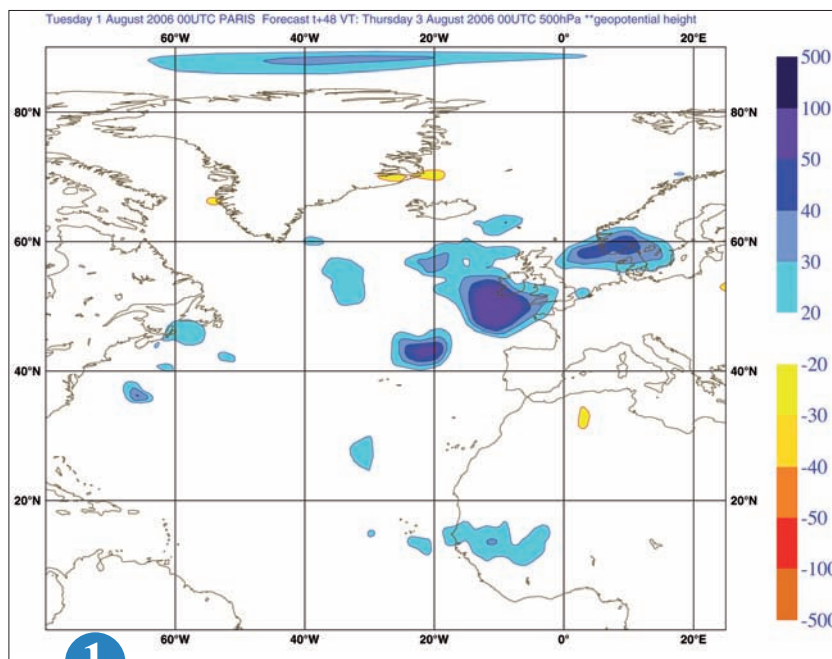 Tuesday 1 August 2006 00UTC PARIS Forecast t+48 VT: Thursday 3 August 2006 00UTC 500hPa **geopotential height
60°W 40°W 20°W 0° 20°E
80°N 80°N
60°N 60°N
40°N 40°N
20°N 20°N
60°W 40°W 20°W 0° 20°E
500
100
50
40
30
20
-20
-30
-40
-50
-100
-500
1